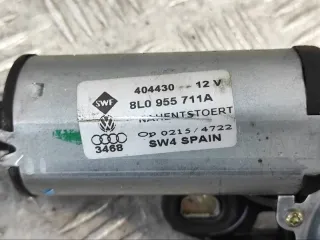 404430 -- 12 V
SWF
8L0 955 711A
NAHENTSTOERT
Op 0215/4722
3468
SW4 SPAIN